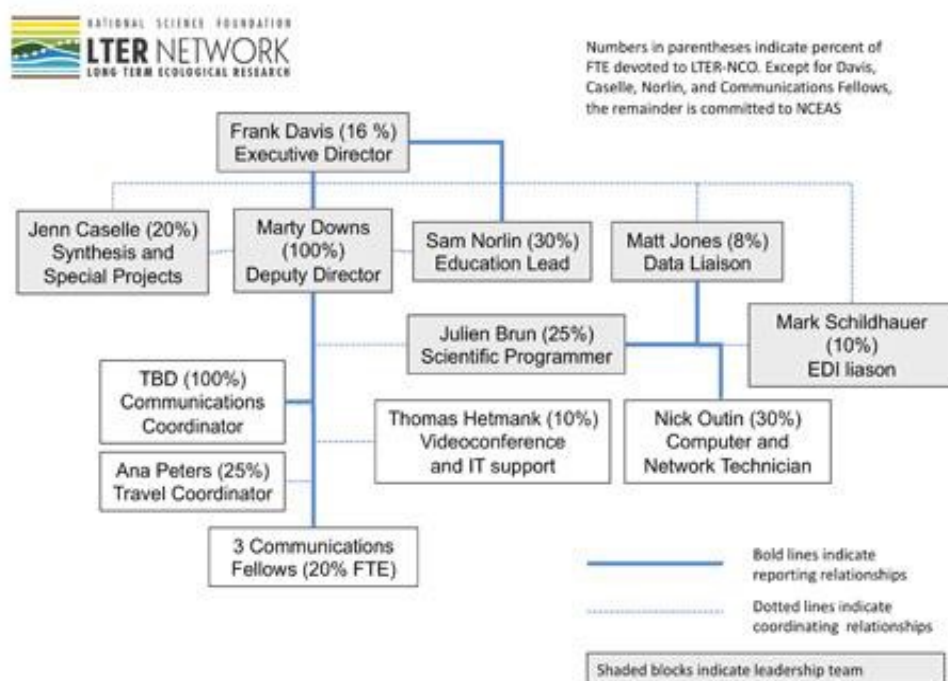 NATIONAL SCIENCE FOUNDATION
LTER NETWORK
LONG TERM ECOLOGICAL RESEARCH
Numbers in parentheses indicate percent of
FTE devoted to LTER-NCO. Except for Davis,
Caselle, Norlin, and Communications Fellows,
the remainder is committed to NCEAS
Frank Davis (16 %)
Executive Director
Jenn Caselle (20%)
Synthesis and
Special Projects
Marty Downs
(100%)
Deputy Director
Sam Norlin (30%)
Education Lead
Matt Jones (8%)
Data Liaison
Julien Brun (25%)
Scientific Programmer
Mark Schildhauer
(10%)
EDI liason
TBD (100%)
Communications
Coordinator
Thomas Hetmank (10%)
Videoconference
and IT support
Nick Outin (30%)
Computer and
Network Technician
Ana Peters (25%)
Travel Coordinator
3 Communications
Fellows (20% FTE)
Bold lines indicate
reporting relationships
Dotted lines indicate
coordinating relationships
Shaded blocks indicate leadership team